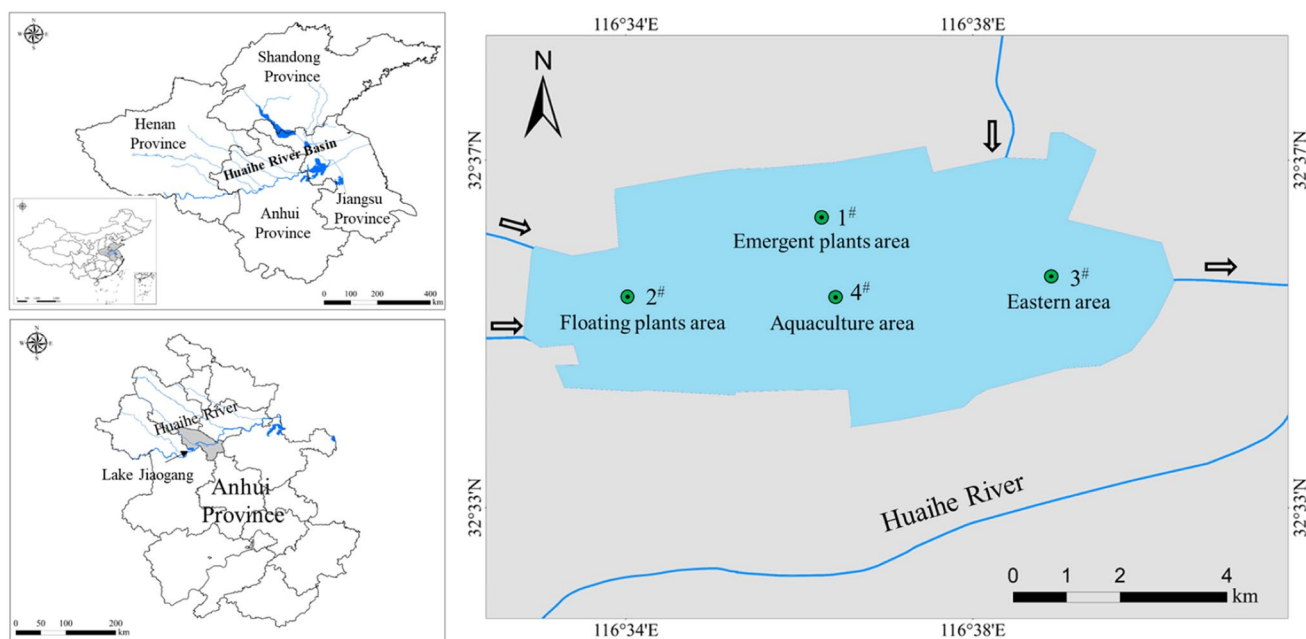 N
W E
S
Shandong
Province
Henan
Province
Huaihe River Basin
Jiangsu
Province
Anhui
Province
0 100 200 300 400
km
N
W E
S
Huaihe River
Lake Jiaogang
Anhui
Province
0 50 100 200
km
116°34'E
116°38'E
N
32°37'N
32°37'N
1#
Emergent plants area
2#
Floating plants area
4#
Aquaculture area
3#
Eastern area
32°33'N
32°33'N
Huaihe River
0 1 2 4
km
116°34'E
116°38'E